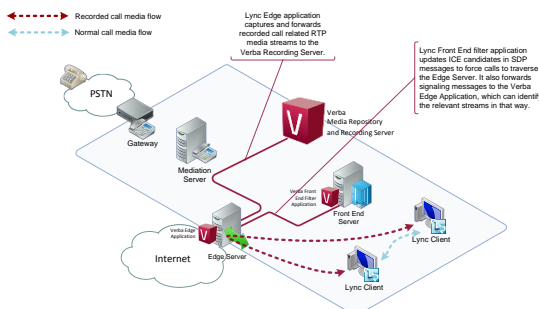 Recorded call media flow
Normal call media flow
Lync Edge application
captures and forwards
recorded call related RTP
media streams to the
Verba Recording Server.
Lync Front End filter application
updates ICE candidates in SDP
messages to force calls to traverse
the Edge Server. It also forwards
signaling messages to the Verba
Edge Application, which can identif
the relevant streams in that way.
PSTN
Gateway
Mediation
Server
V
Verba
Media Repository
and Recording Server
Verba Front
End Filter
Application
V
Front End
Server
Verba Edge
Application
V
Edge Server
Internet
Lync Client
Lync Client